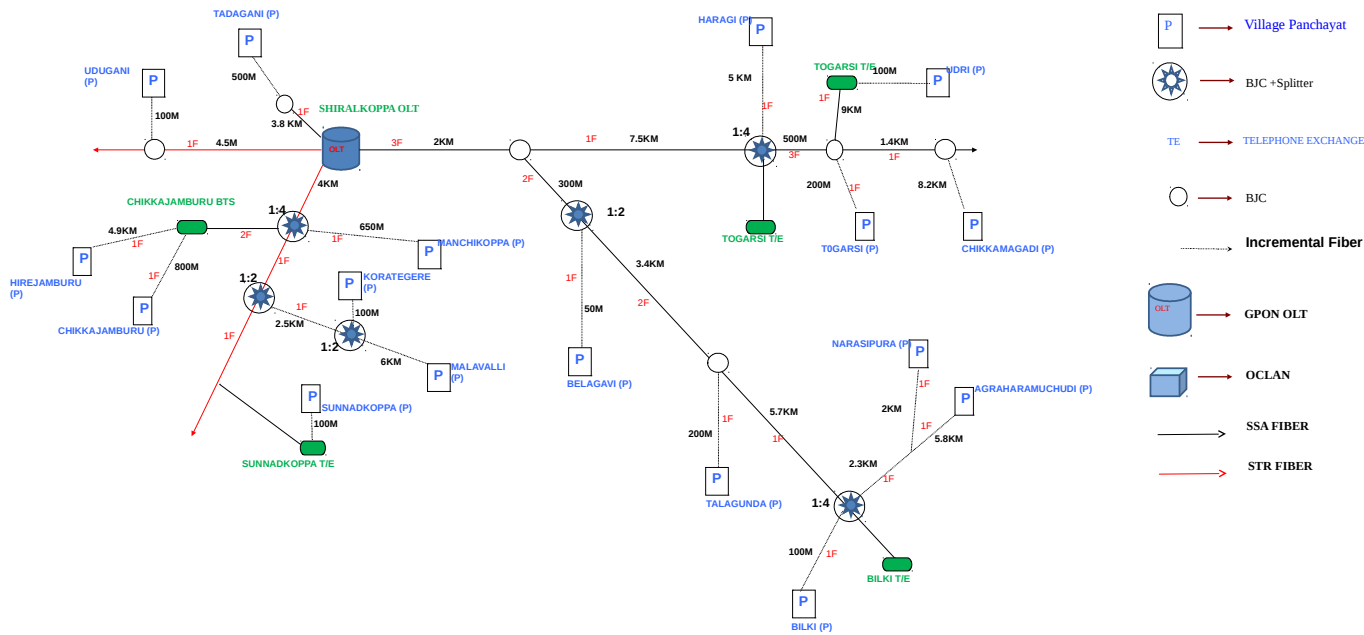 TADAGANI (P)
P
500M
UDUGANI
(P)
P
100M
1F
4.5M
1F
3.8 KM
SHIRALKOPPA OLT
OLT
3F
2KM
1F
7.5KM
HARAGI (P)
P
5 KM
1F
1:4
TOGARSI T/E
100M
UDRI (P)
P
1F
9KM
500M
3F
1.4KM
1F
200M
1F
8.2KM
P
T0GARSI (P)
P
CHIKKAMAGADI (P)
TOGARSI T/E
2F
300M
1:2
1F
50M
P
BELAGAVI (P)
3.4KM
2F
4KM
1:4
CHIKKAJAMBURU BTS
4.9KM
1F
2F
P
HIREJAMBURU
(P)
800M
1F
P
CHIKKAJAMBURU (P)
1F
650M
P
MANCHIKOPPA (P)
1F
1:2
P
KORATEGERE
(P)
1F
2.5KM
100M
1:2
6KM
P
MALAVALLI
(P)
1F
P
SUNNADKOPPA (P)
100M
SUNNADKOPPA T/E
1F
200M
P
TALAGUNDA (P)
5.7KM
1F
NARASIPURA (P)
P
1F
2KM
AGRAHARAMUCHUDI (P)
P
1F
5.8KM
2.3KM
1F
1:4
100M
1F
P
BILKI (P)
BILKI T/E
P
Village Panchayat
BJC +Splitter
TE
TELEPHONE EXCHANGE
BJC
Incremental Fiber
OLT
GPON OLT
OCLAN
SSA FIBER
STR FIBER